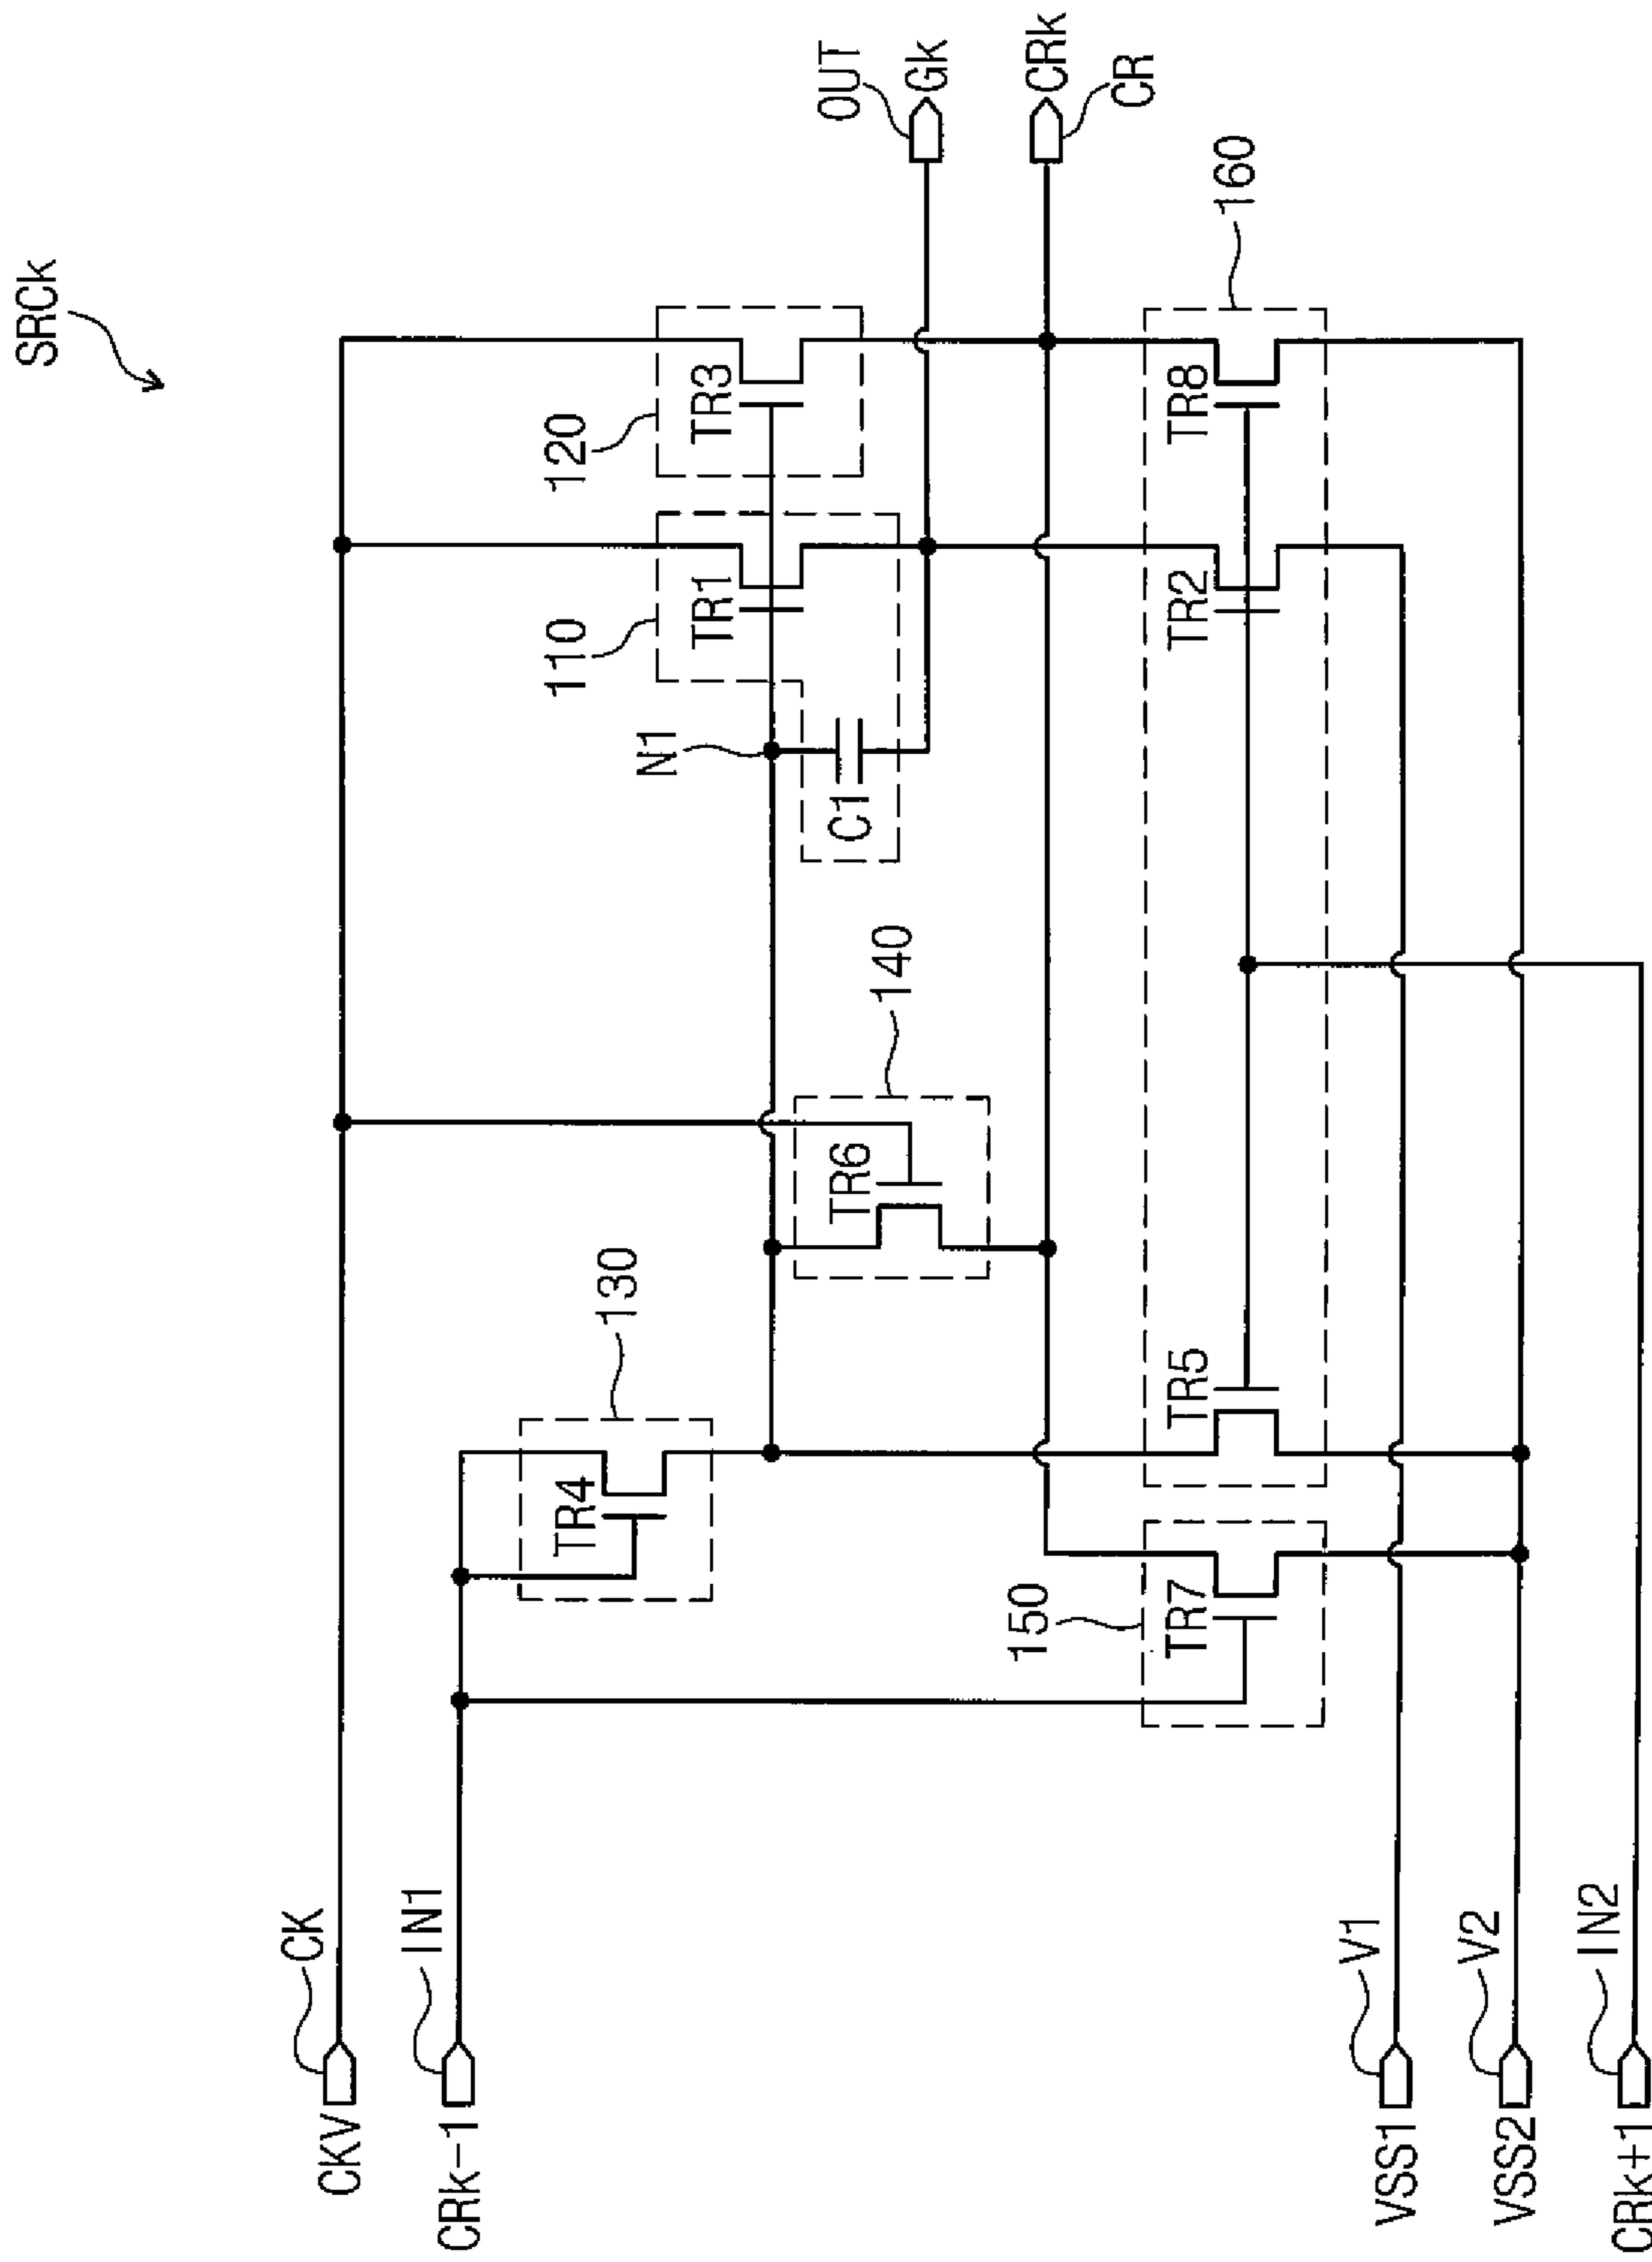 SRCk
CKV
CK
CRk-1
IN1
130
TR4
N1
110
TR1
120
TR3
140
TR6
C1
OUT
Gk
CRk
CR
150
TR7
TR5
TR2
TR8
160
VSS1
V1
VSS2
V2
CRk+1
IN2